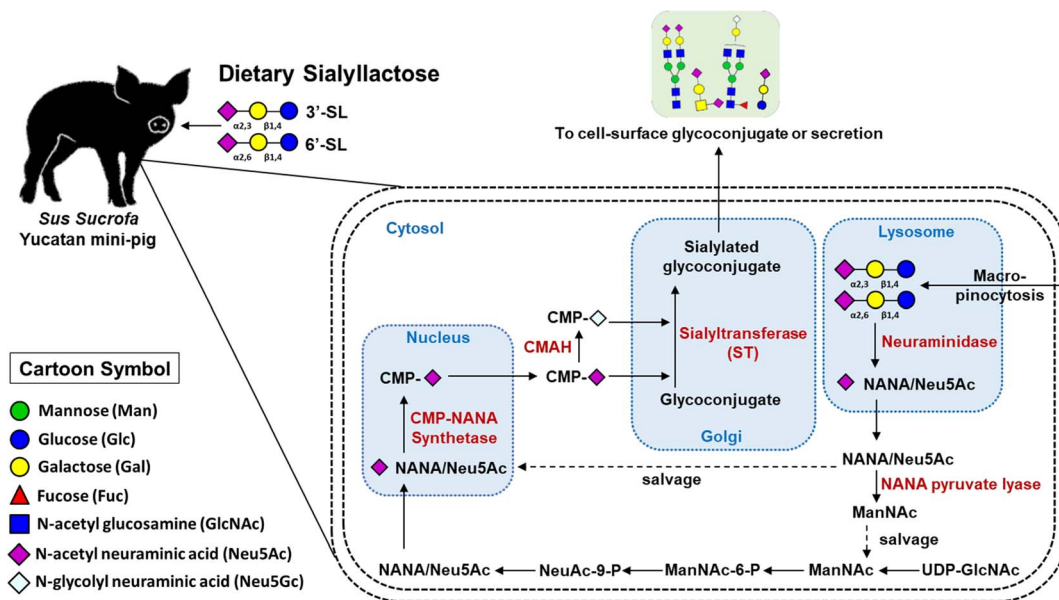 Dietary Sialyllactose
3’-SL
α2,3 β1,4
6’-SL
α2,6 β1,4
Sus Sucrofa
Yucatan mini-pig
To cell-surface glycoconjugate or secretion
Cytosol
Nucleus
CMP-
CMP-NANA
Synthetase
NANA/Neu5Ac
CMP-
CMAH
CMP-
Sialylated
glycoconjugate
Sialyltransferase
(ST)
Glycoconjugate
Golgi
Lysosome
α2,3 β1,4
α2,6 β1,4
Macro-
pinocytosis
Neuraminidase
NANA/Neu5Ac
NANA/Neu5Ac
salvage
NANA pyruvate lyase
ManNAc
salvage
NANA/Neu5Ac
NeuAc-9-P
ManNAc-6-P
ManNAc
UDP-GlcNAc
Cartoon Symbol
Mannose (Man)
Glucose (Glc)
Galactose (Gal)
Fucose (Fuc)
N-acetyl glucosamine (GlcNAc)
N-acetyl neuraminic acid (Neu5Ac)
N-glycolyl neuraminic acid (Neu5Gc)